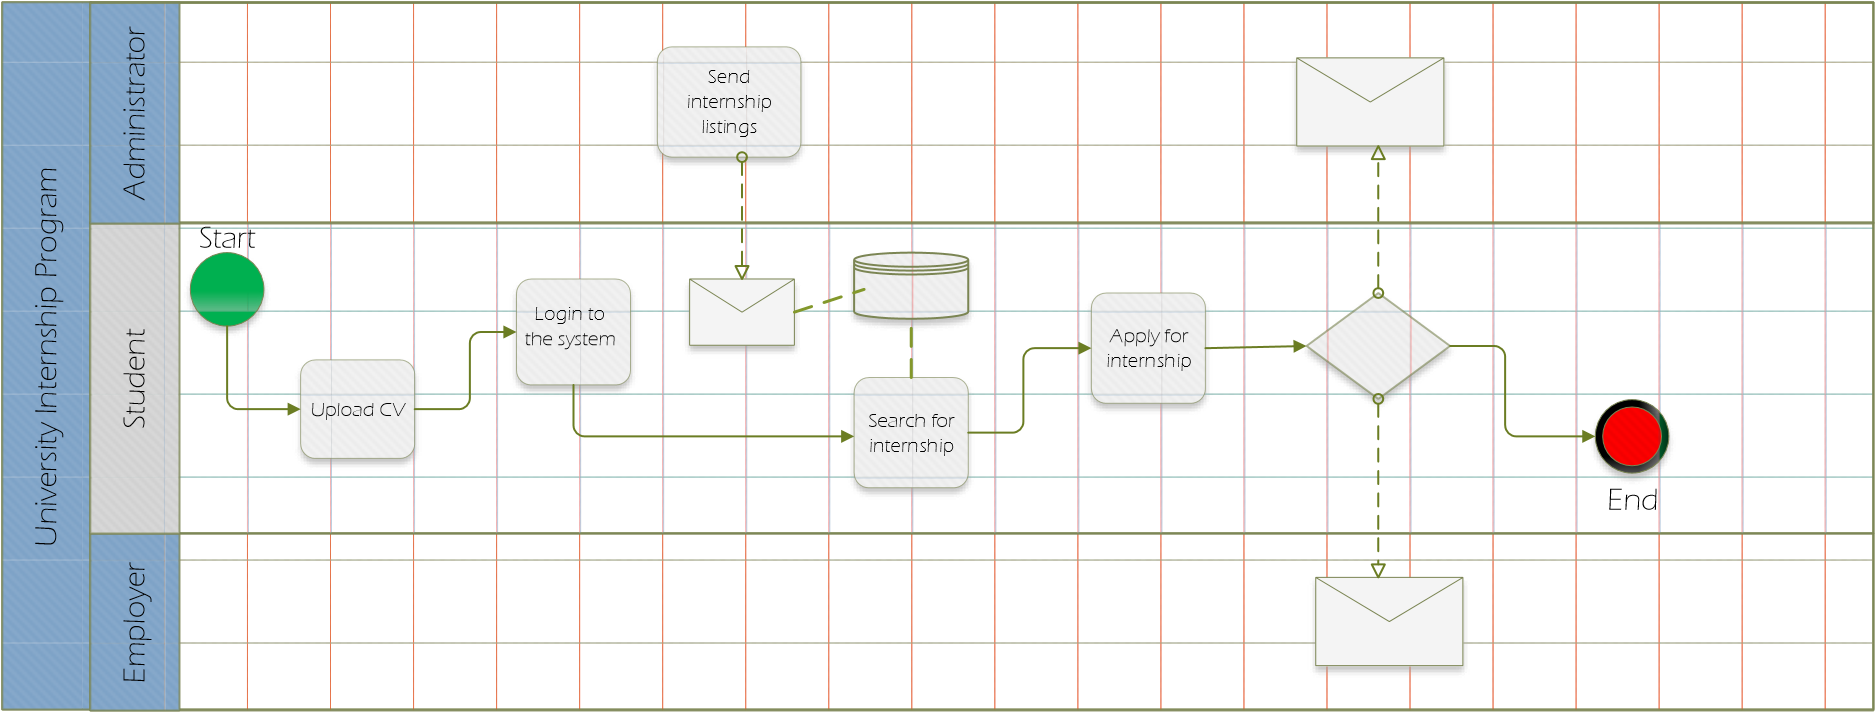 University Internship Program
Administrator
Send
internship
listings
Student
Start
Upload CV
Login to
the system
Search for
internship
Apply for
internship
End
Employer